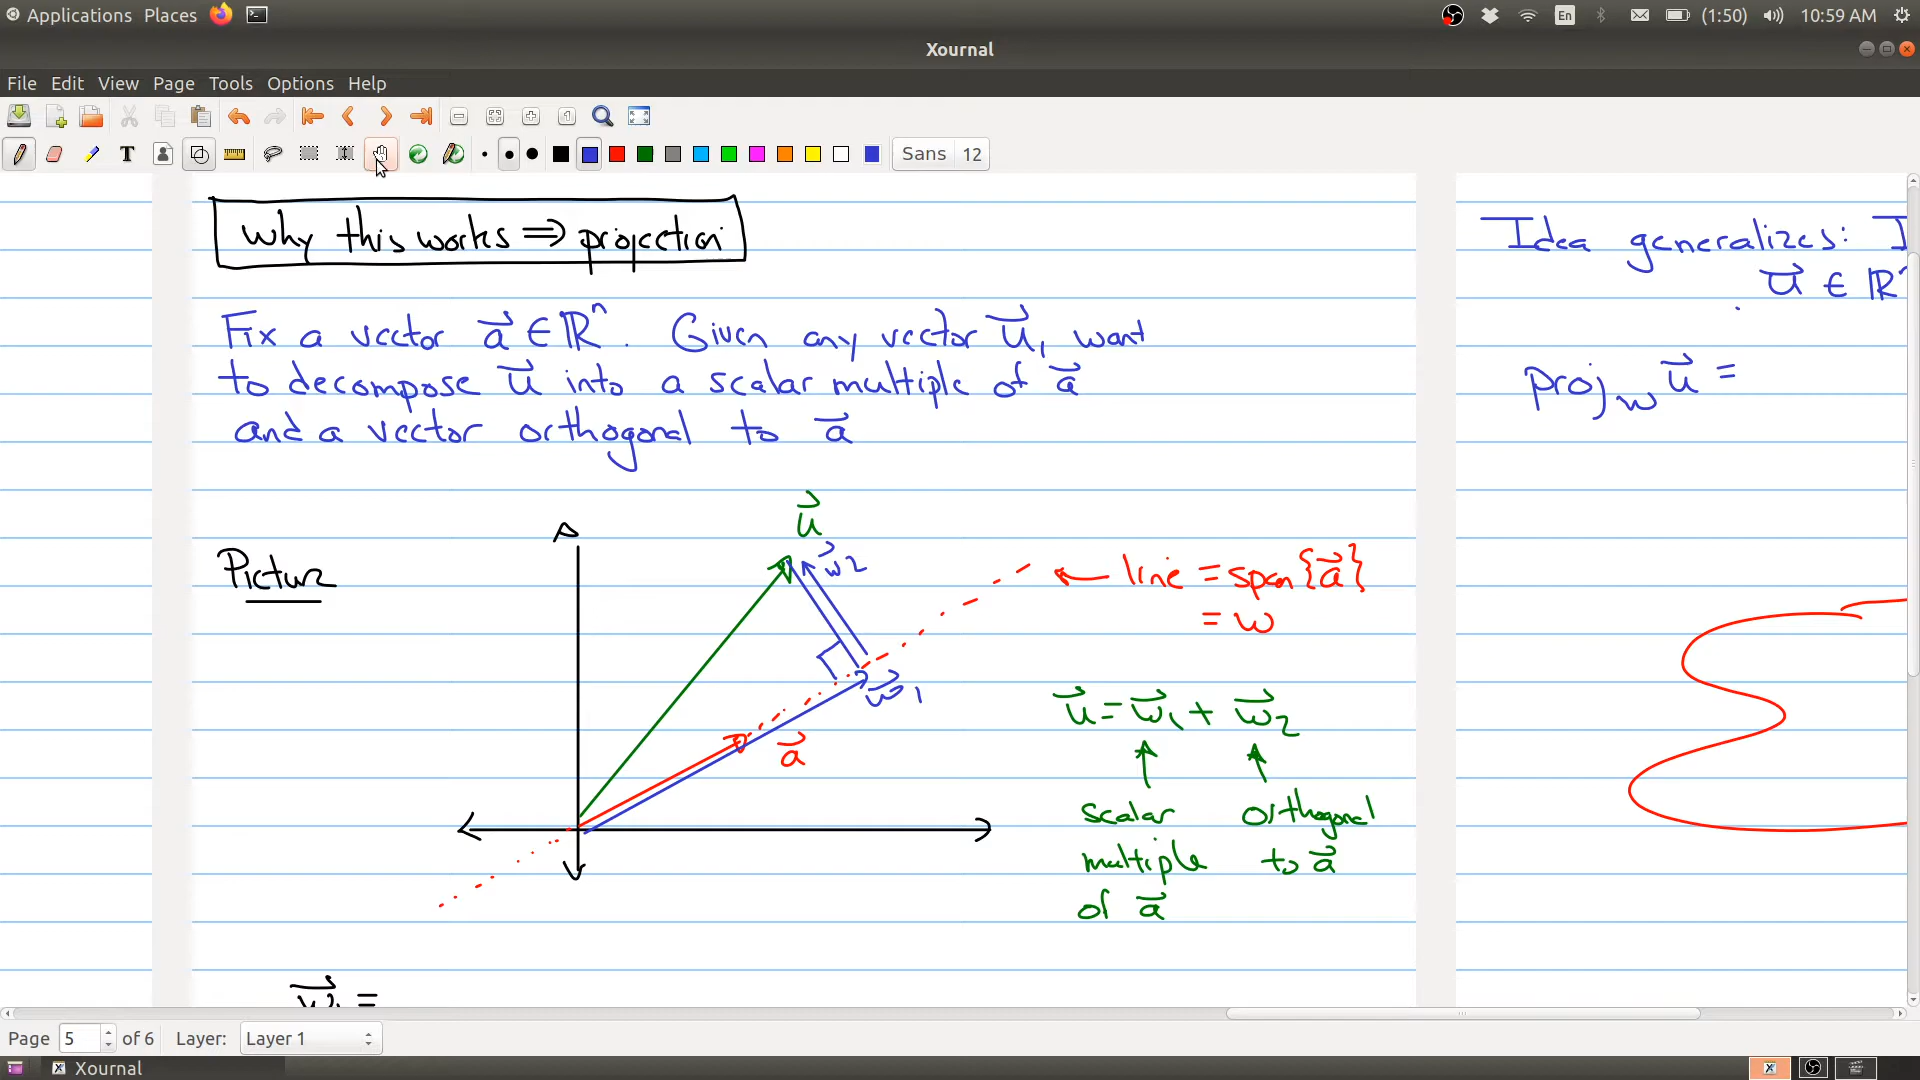 Applications Places En (1:50) 10:59 AM
Xournal
File Edit View Page Tools Options Help
T Sans 12
Why this works ⇒ projection
Fix a vector a⃗ ∈ ℝⁿ. Given any vector u⃗, want
to decompose u⃗ into a scalar multiple of a⃗
and a vector orthogonal to a⃗
Picture
u⃗
w⃗2
w⃗1
a⃗
← line = span{a⃗}
= W
u⃗ = w⃗1 + w⃗2
scalar
multiple
of a⃗
orthogonal
to a⃗
w⃗1 =
Idea generalizes:
u⃗ ∈ ℝⁿ
proj_W u⃗ =
Page 5 of 6 Layer: Layer 1
Xournal